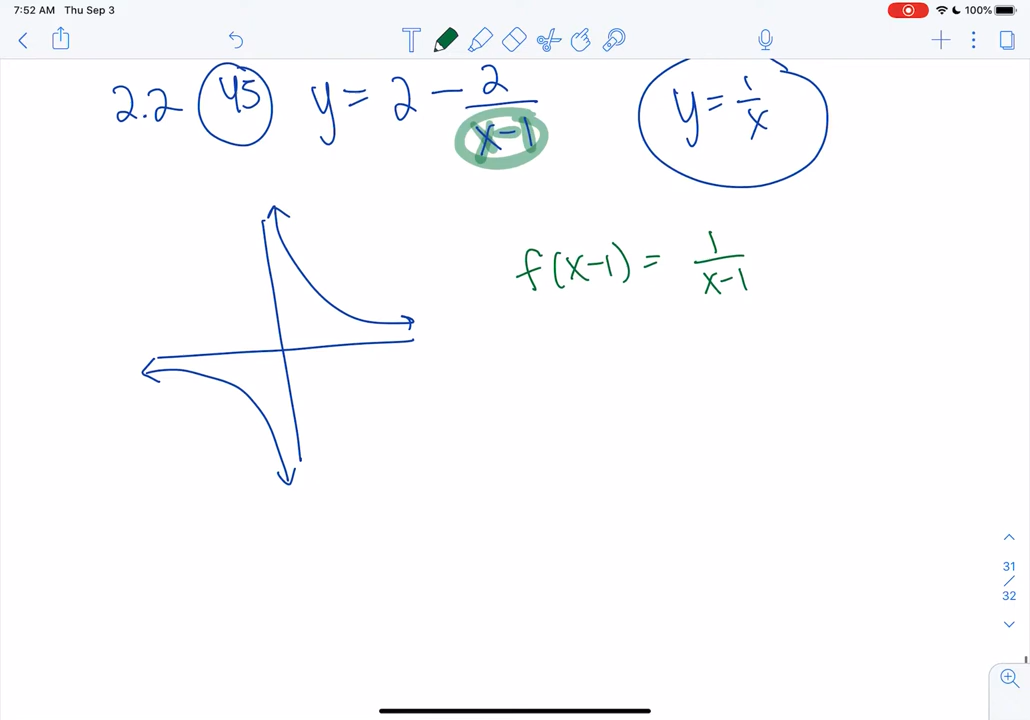 7:52 AM Thu Sep 3
100%
T
2.2 45 y = 2 - 2/(x-1)
y = 1/x
f(x-1) = 1/(x-1)
31
/
32